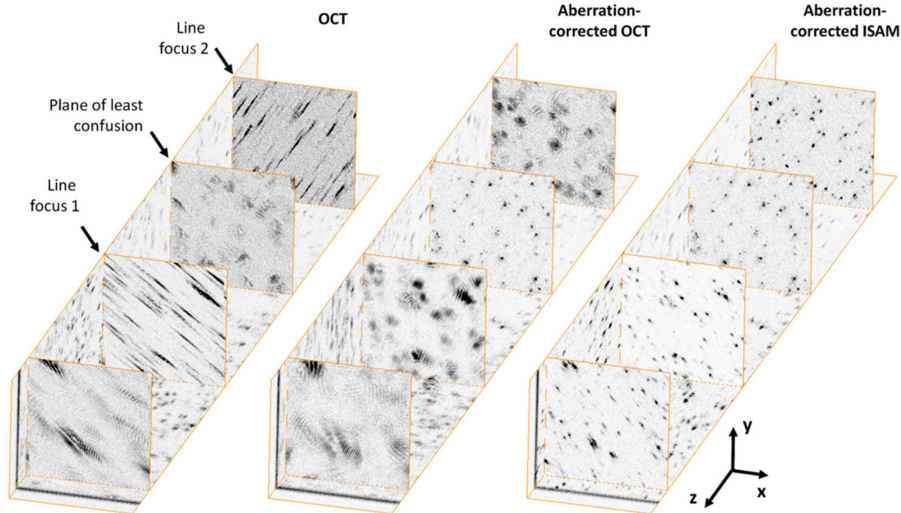 OCT
Aberration-
corrected OCT
Aberration-
corrected ISAM
Line
focus 2
Plane of least
confusion
Line
focus 1
y
x
z